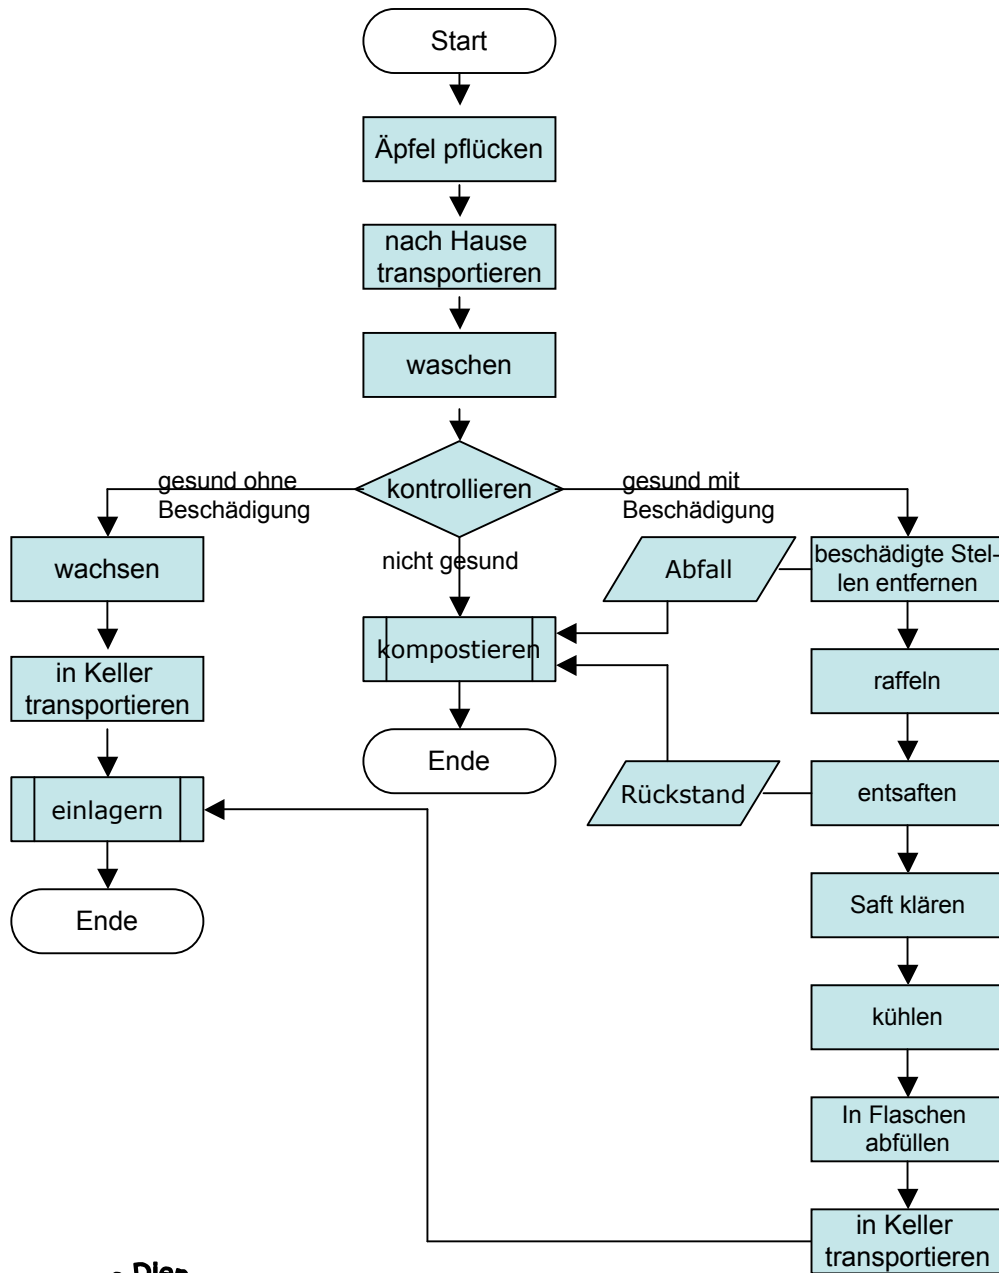 Start
Äpfel pflücken
nach Hause
transportieren
waschen
kontrollieren
gesund ohne
Beschädigung
gesund mit
Beschädigung
nicht gesund
wachsen
in Keller
transportieren
einlagern
Ende
kompostieren
Ende
Abfall
Rückstand
beschädigte Stel-
len entfernen
raffeln
entsaften
Saft klären
kühlen
In Flaschen
abfüllen
in Keller
transportieren